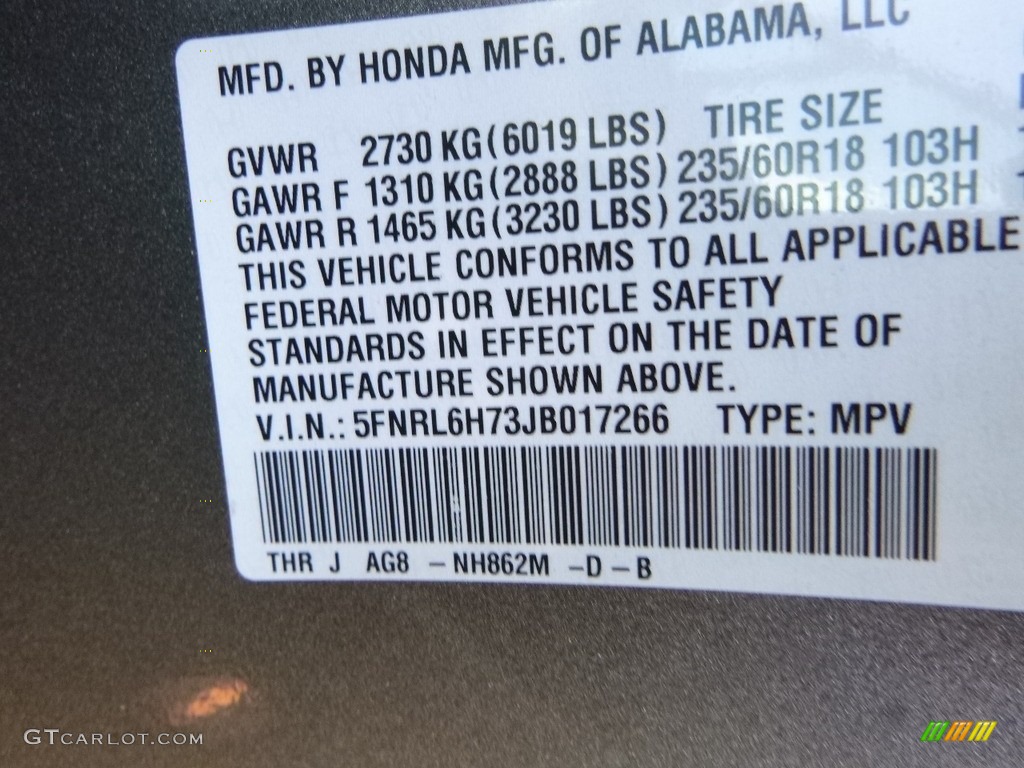 MFD. BY HONDA MFG. OF ALABAMA, LLC
GVWR 2730 KG (6019 LBS) TIRE SIZE
GAWR F 1310 KG (2888 LBS) 235/60R18 103H
GAWR R 1465 KG (3230 LBS) 235/60R18 103H
THIS VEHICLE CONFORMS TO ALL APPLICABLE
FEDERAL MOTOR VEHICLE SAFETY
STANDARDS IN EFFECT ON THE DATE OF
MANUFACTURE SHOWN ABOVE.
V.I.N.: 5FNRL6H73JB017266 TYPE: MPV
THR J AG8 – NH862M –D – B
GTCARLOT.COM